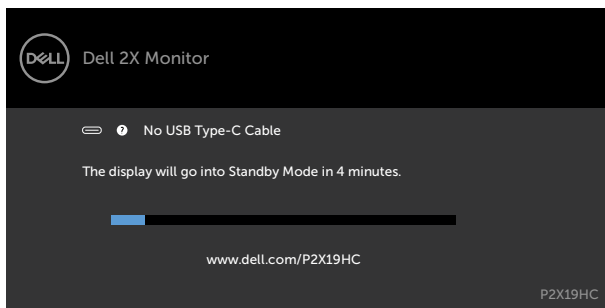 DELL
Dell 2X Monitor
? No USB Type-C Cable
The display will go into Standby Mode in 4 minutes.
www.dell.com/P2X19HC
P2X19HC